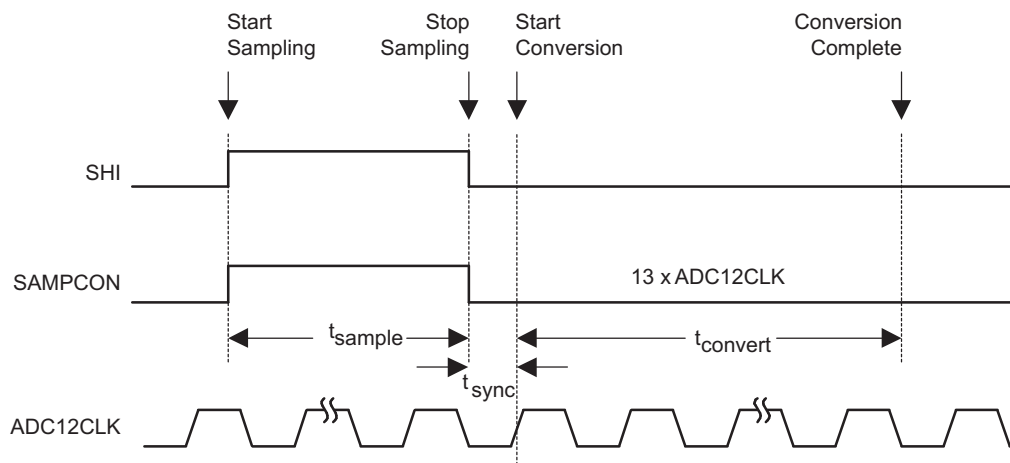 Start
Sampling
Stop
Sampling
Start
Conversion
Conversion
Complete
SHI
SAMPCON
13 x ADC12CLK
tsample
tconvert
tsync
ADC12CLK